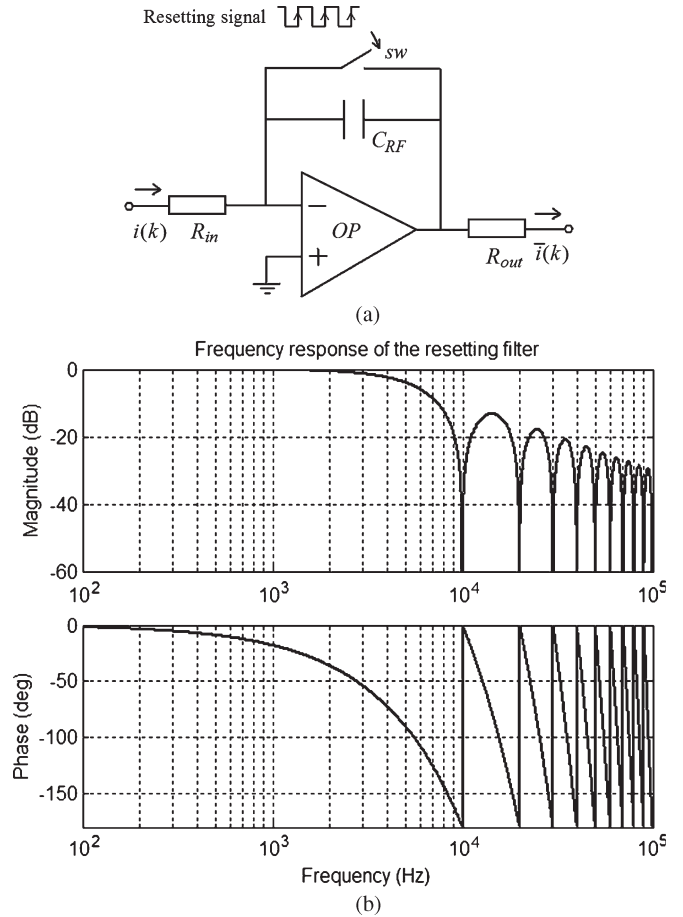 Resetting signal
sw
C_RF
i(k)
R_in
−
OP
+
R_out
i̅(k)
(a)
Frequency response of the resetting filter
Magnitude (dB)
0
-20
-40
-60
10^2
10^3
10^4
10^5
Phase (deg)
0
-50
-100
-150
10^2
10^3
10^4
10^5
Frequency (Hz)
(b)